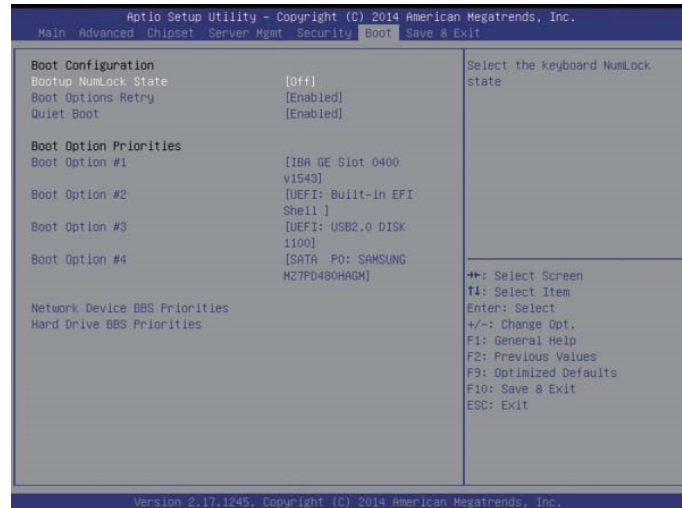 Aptio Setup Utility - Copyright (C) 2014 American Megatrends, Inc.
Main Advanced Chipset Server Mgmt Security Boot Save & Exit
Boot Configuration
Bootup NumLock State [Off]
Boot Options Retry [Enabled]
Quiet Boot [Enabled]
Boot Option Priorities
Boot Option #1 [IBA GE Slot 0400
v1543]
Boot Option #2 [UEFI: Built-in EFI
Shell ]
Boot Option #3 [UEFI: USB2.0 DISK
1100]
Boot Option #4 [SATA P0: SAMSUNG
MZ7PD480HAGM]
Network Device BBS Priorities
Hard Drive BBS Priorities
Select the keyboard NumLock
state
→←: Select Screen
↑↓: Select Item
Enter: Select
+/-: Change Opt.
F1: General Help
F2: Previous Values
F9: Optimized Defaults
F10: Save & Exit
ESC: Exit
Version 2.17.1245. Copyright (C) 2014 American Megatrends, Inc.